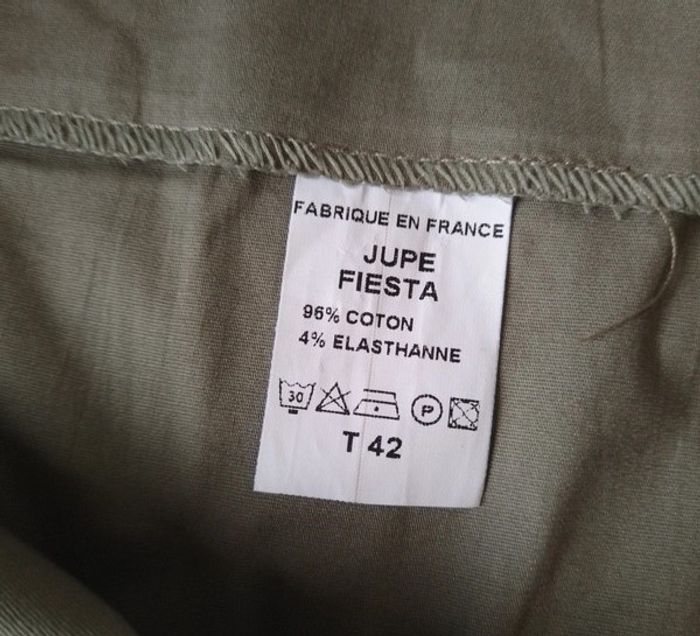 FABRIQUE EN FRANCE
JUPE
FIESTA
96% COTON
4% ELASTHANNE
30 P
T 42